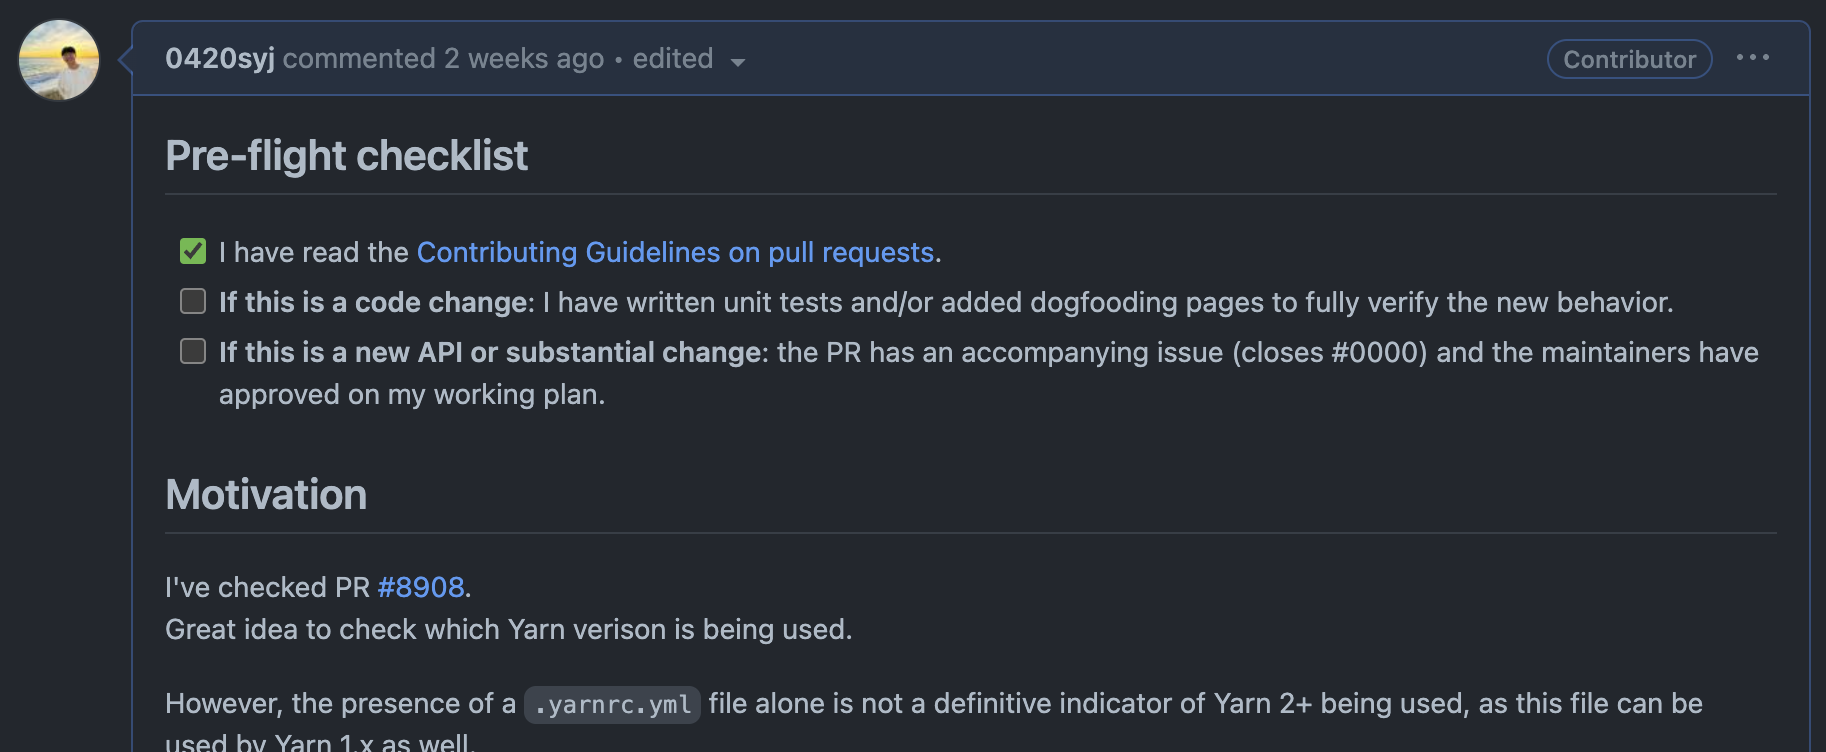 0420syj commented 2 weeks ago • edited
Contributor
Pre-flight checklist
I have read the Contributing Guidelines on pull requests.
If this is a code change: I have written unit tests and/or added dogfooding pages to fully verify the new behavior.
If this is a new API or substantial change: the PR has an accompanying issue (closes #0000) and the maintainers have
approved on my working plan.
Motivation
I've checked PR #8908.
Great idea to check which Yarn verison is being used.
However, the presence of a .yarnrc.yml file alone is not a definitive indicator of Yarn 2+ being used, as this file can be
used by Yarn 1.x as well.